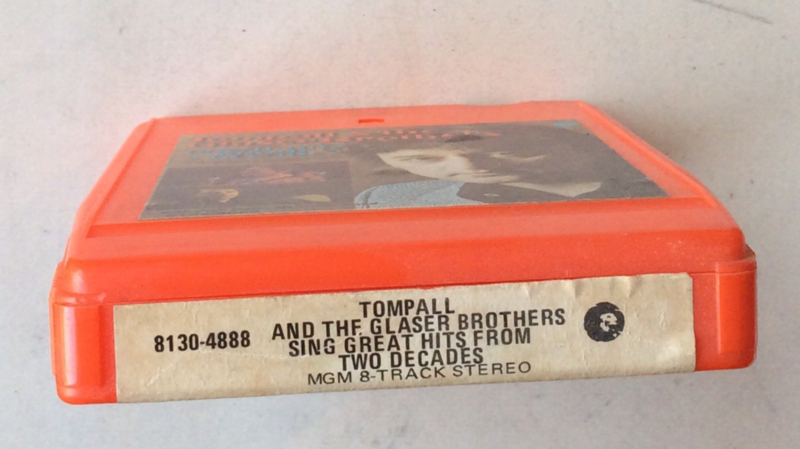 8130-4888
TOMPALL
AND THE GLASER BROTHERS
SING GREAT HITS FROM
TWO DECADES
MGM 8-TRACK STEREO